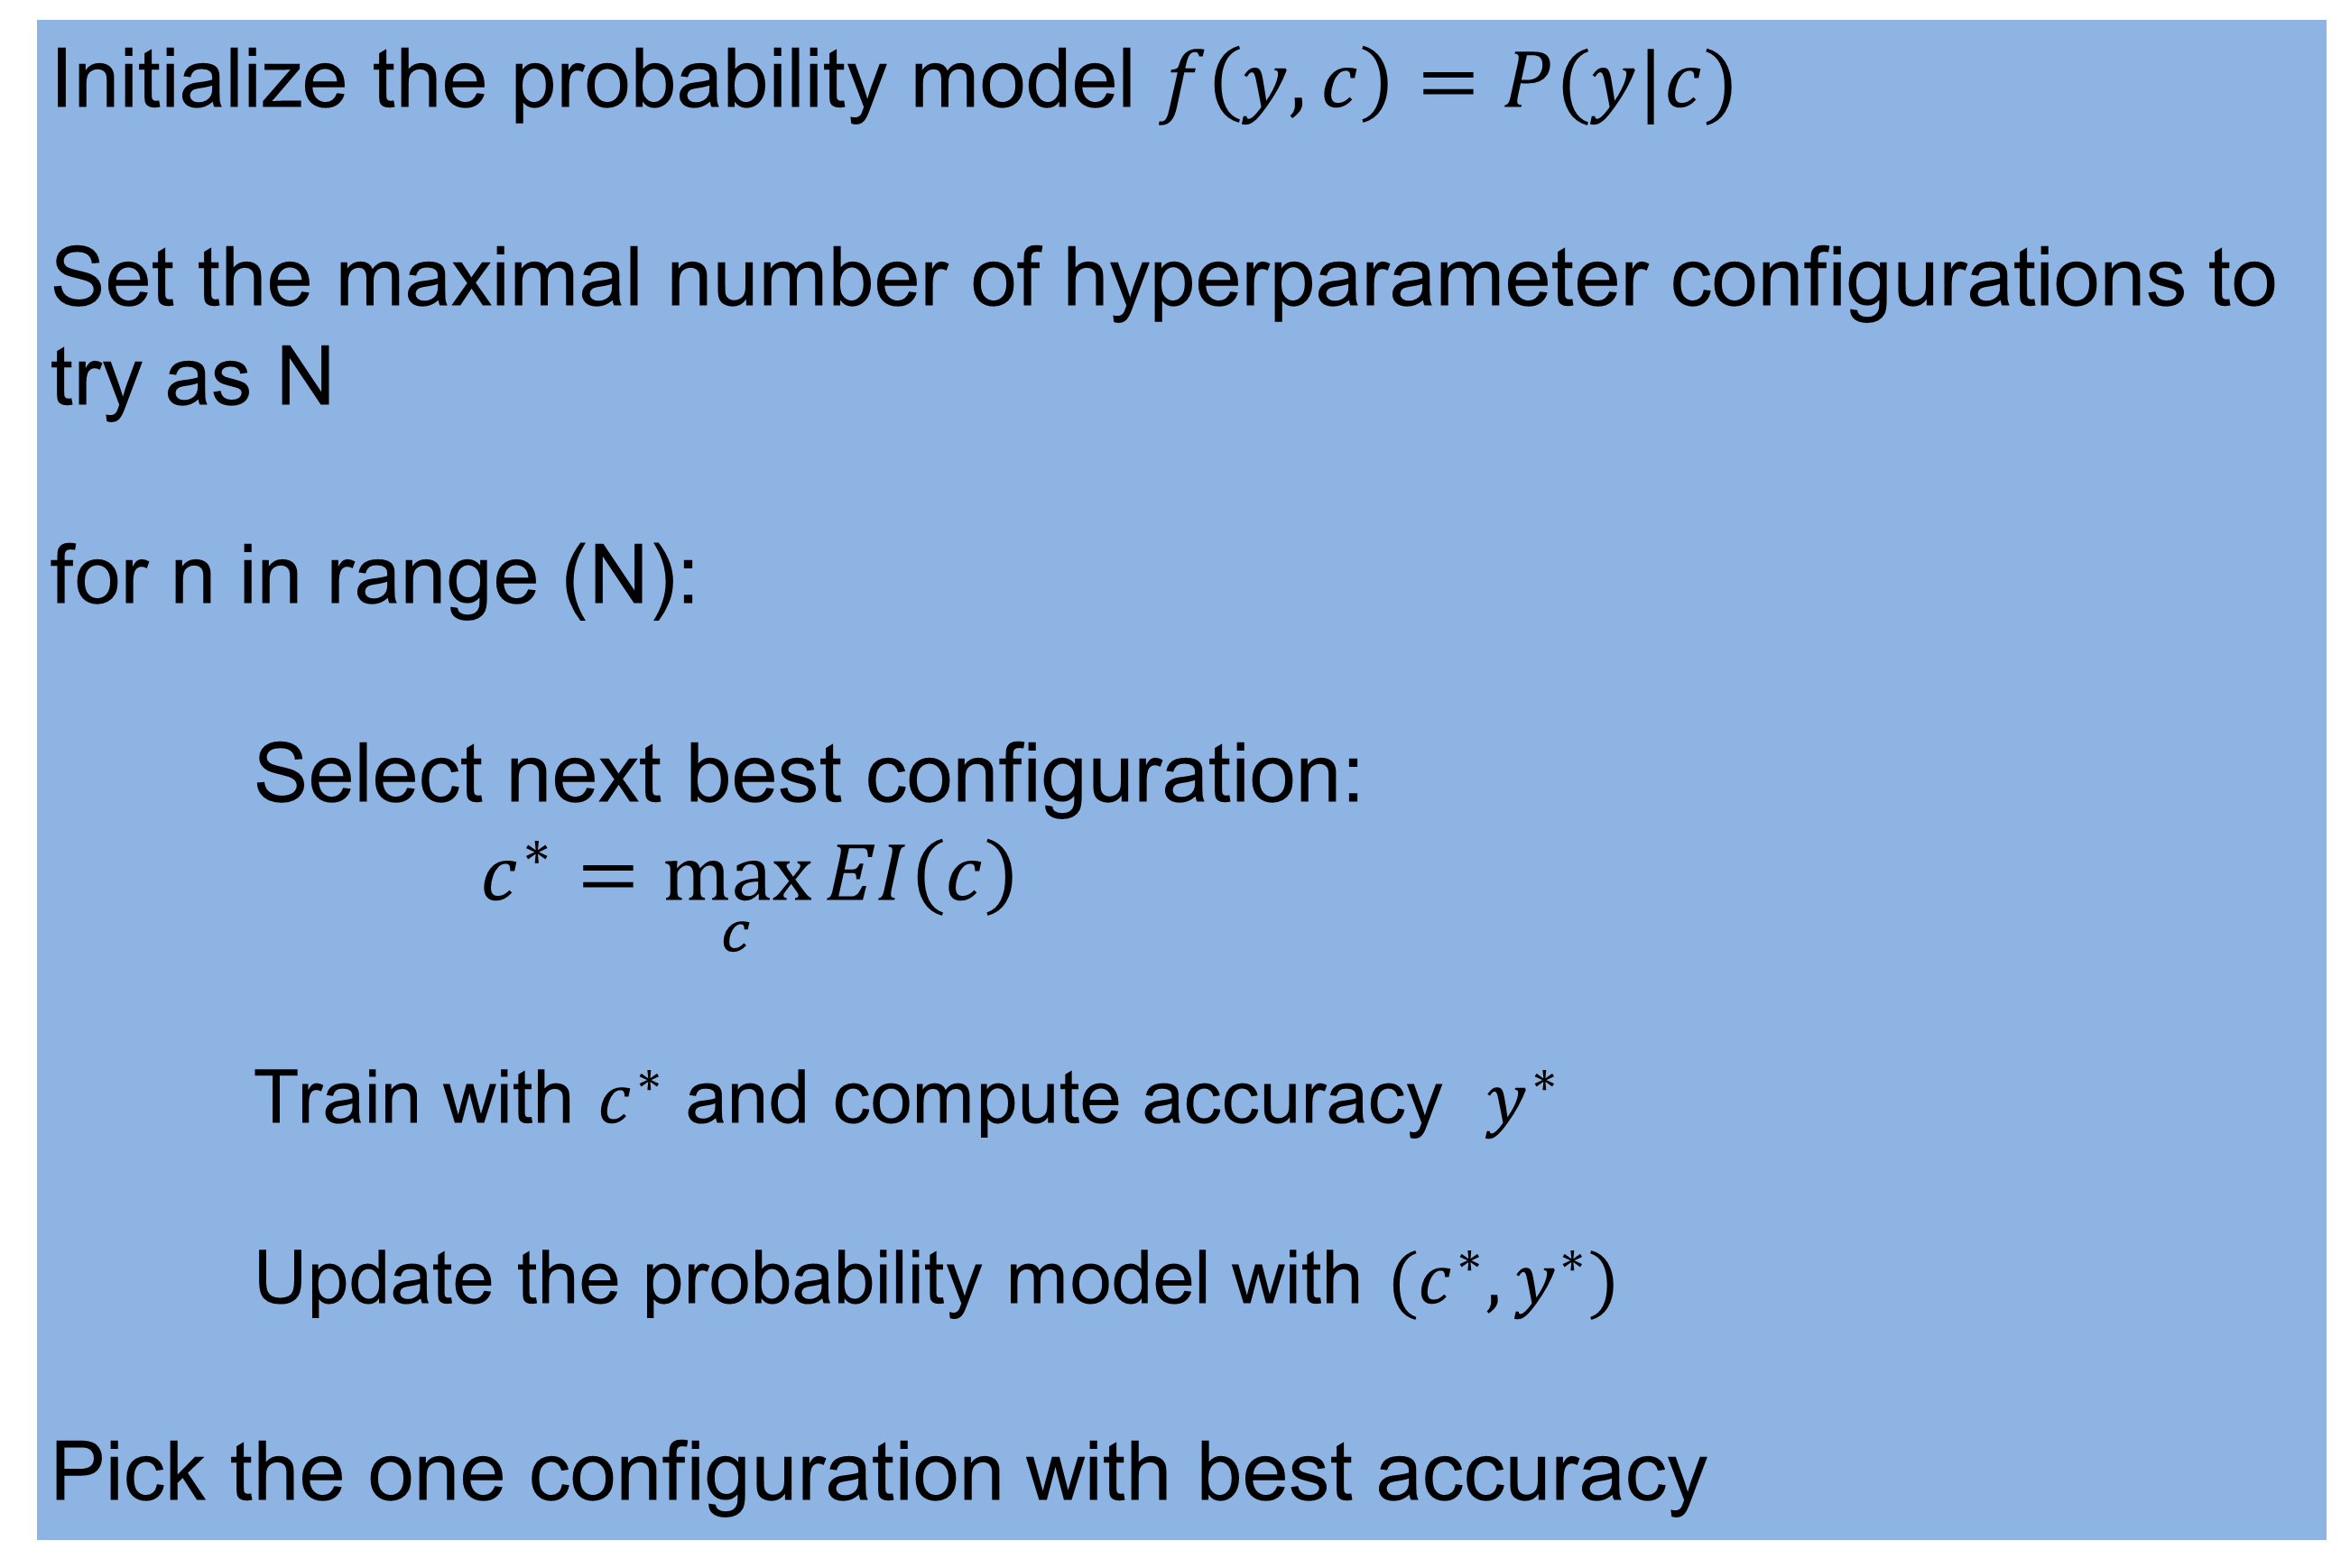 Initialize the probability model f(y, c) = P(y|c)
Set the maximal number of hyperparameter configurations to
try as N
for n in range (N):
Select next best configuration:
c* = max EI(c)
c
Train with c* and compute accuracy y*
Update the probability model with (c*, y*)
Pick the one configuration with best accuracy